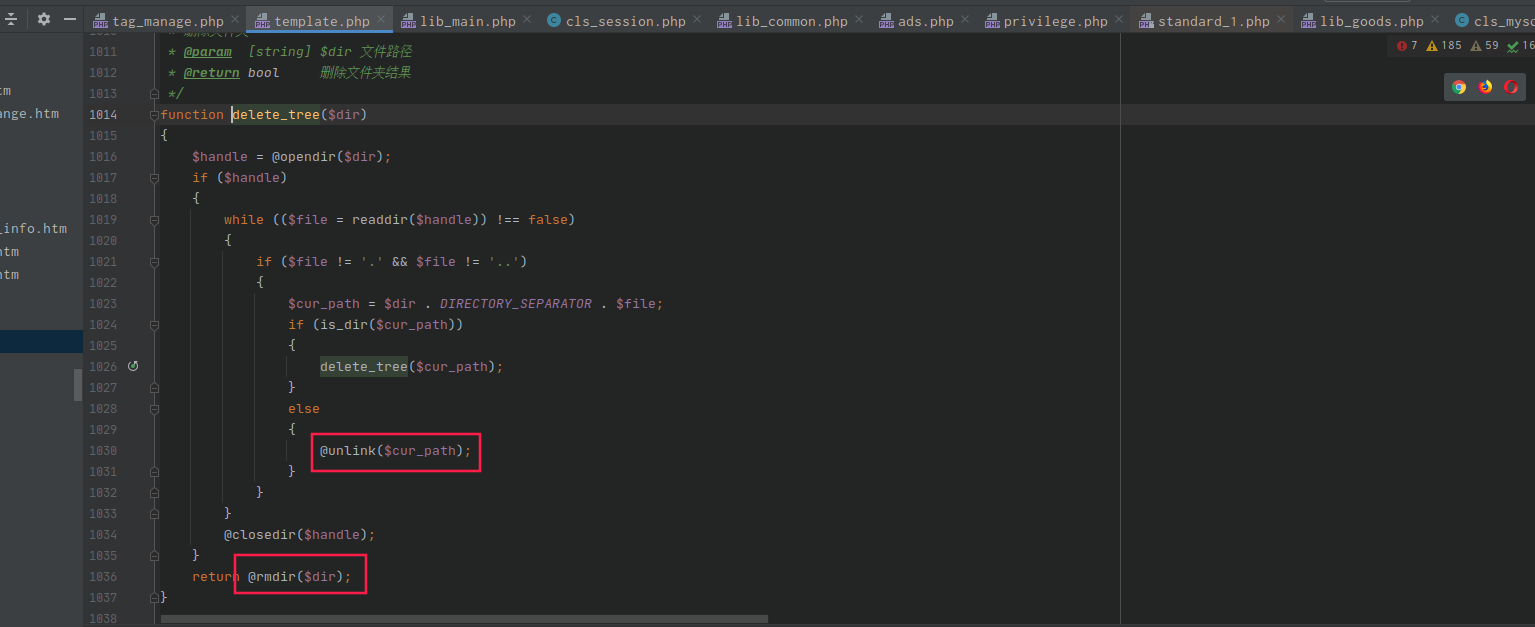 tag_manage.php template.php lib_main.php cls_session.php lib_common.php ads.php privilege.php standard_1.php lib_goods.php cls_myso
7 185 59 16
1011 * @param [string] $dir 文件路径
1012 * @return bool 删除文件夹结果
1013 */
1014 function delete_tree($dir)
1015 {
1016 $handle = @opendir($dir);
1017 if ($handle)
1018 {
1019 while (($file = readdir($handle)) !== false)
1020 {
1021 if ($file != '.' && $file != '..')
1022 {
1023 $cur_path = $dir . DIRECTORY_SEPARATOR . $file;
1024 if (is_dir($cur_path))
1025 {
1026 delete_tree($cur_path);
1027 }
1028 else
1029 {
1030 @unlink($cur_path);
1031 }
1032 }
1033 }
1034 @closedir($handle);
1035 }
1036 return @rmdir($dir);
1037 }
1038
tm
ange.htm
_info.htm
htm
htm